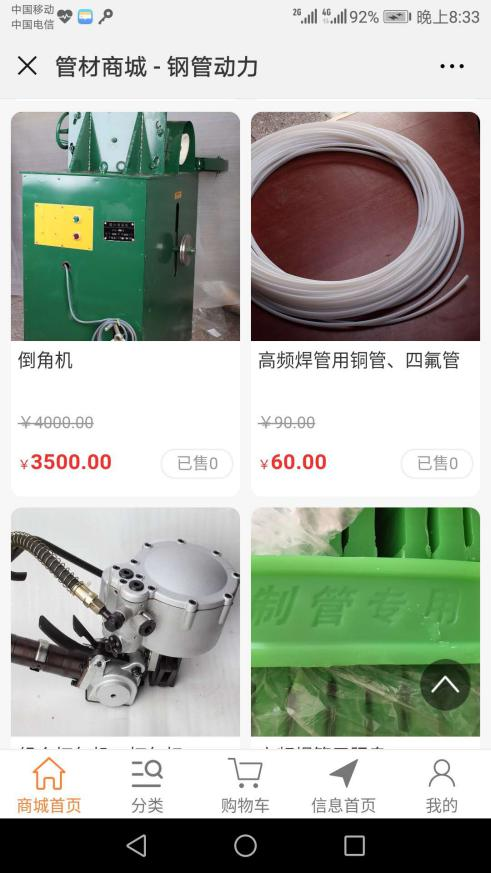 中国移动
中国电信
2G 4G 92% 晚上8:33
管材商城 - 钢管动力
倒角机
高频焊管用铜管、四氟管
￥4000.00
￥90.00
￥3500.00 已售0
￥60.00 已售0
制管专用
商城首页 分类 购物车 信息首页 我的